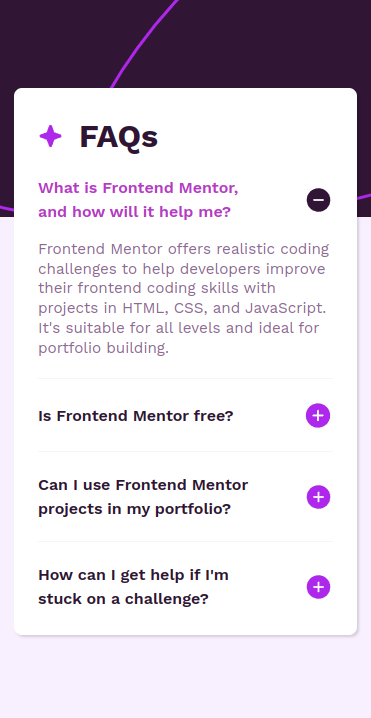 FAQs
What is Frontend Mentor,
and how will it help me?
Frontend Mentor offers realistic coding
challenges to help developers improve
their frontend coding skills with
projects in HTML, CSS, and JavaScript.
It's suitable for all levels and ideal for
portfolio building.
Is Frontend Mentor free?
Can I use Frontend Mentor
projects in my portfolio?
How can I get help if I'm
stuck on a challenge?